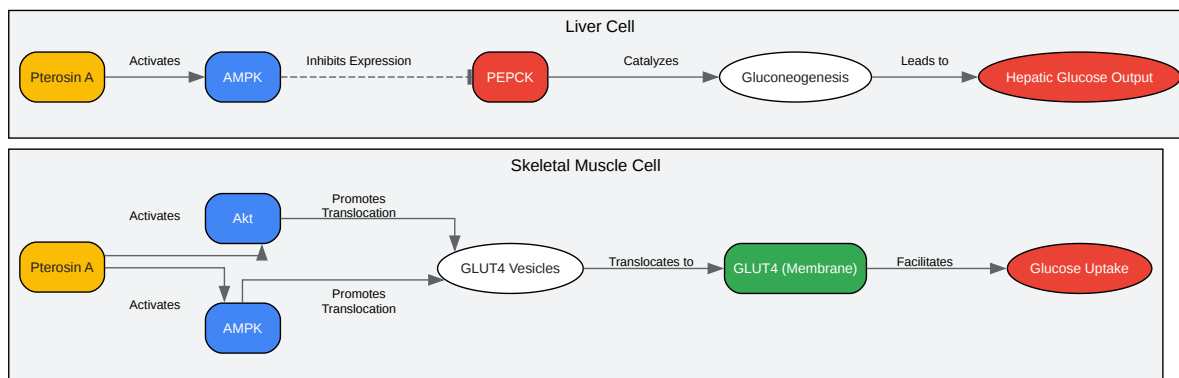 Liver Cell
Pterosin A
Activates
AMPK
Inhibits Expression
PEPCK
Catalyzes
Gluconeogenesis
Leads to
Hepatic Glucose Output
Skeletal Muscle Cell
Pterosin A
Activates
Akt
Promotes
Translocation
Activates
AMPK
Promotes
Translocation
GLUT4 Vesicles
Translocates to
GLUT4 (Membrane)
Facilitates
Glucose Uptake